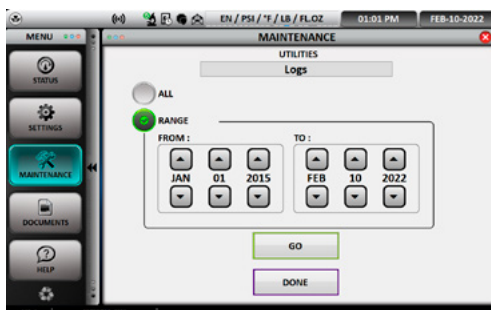 EN / PSI / °F / LB / FL.OZ 01:01 PM FEB-10-2022
MENU
MAINTENANCE
UTILITIES
Logs
STATUS
ALL
RANGE
SETTINGS
FROM : TO :
JAN 01 2015 FEB 10 2022
MAINTENANCE
DOCUMENTS
GO
HELP
DONE